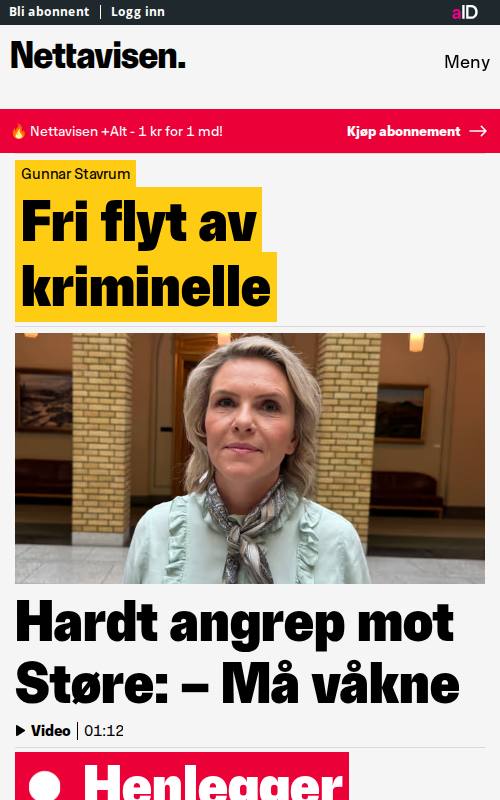 Bli abonnent
Logg inn
aID
Nettavisen.
Meny
🔥 Nettavisen +Alt - 1 kr for 1 md!
Kjøp abonnement →
Gunnar Stavrum
Fri flyt av
kriminelle
Hardt angrep mot
Støre: – Må våkne
Video | 01:12
Henlegger